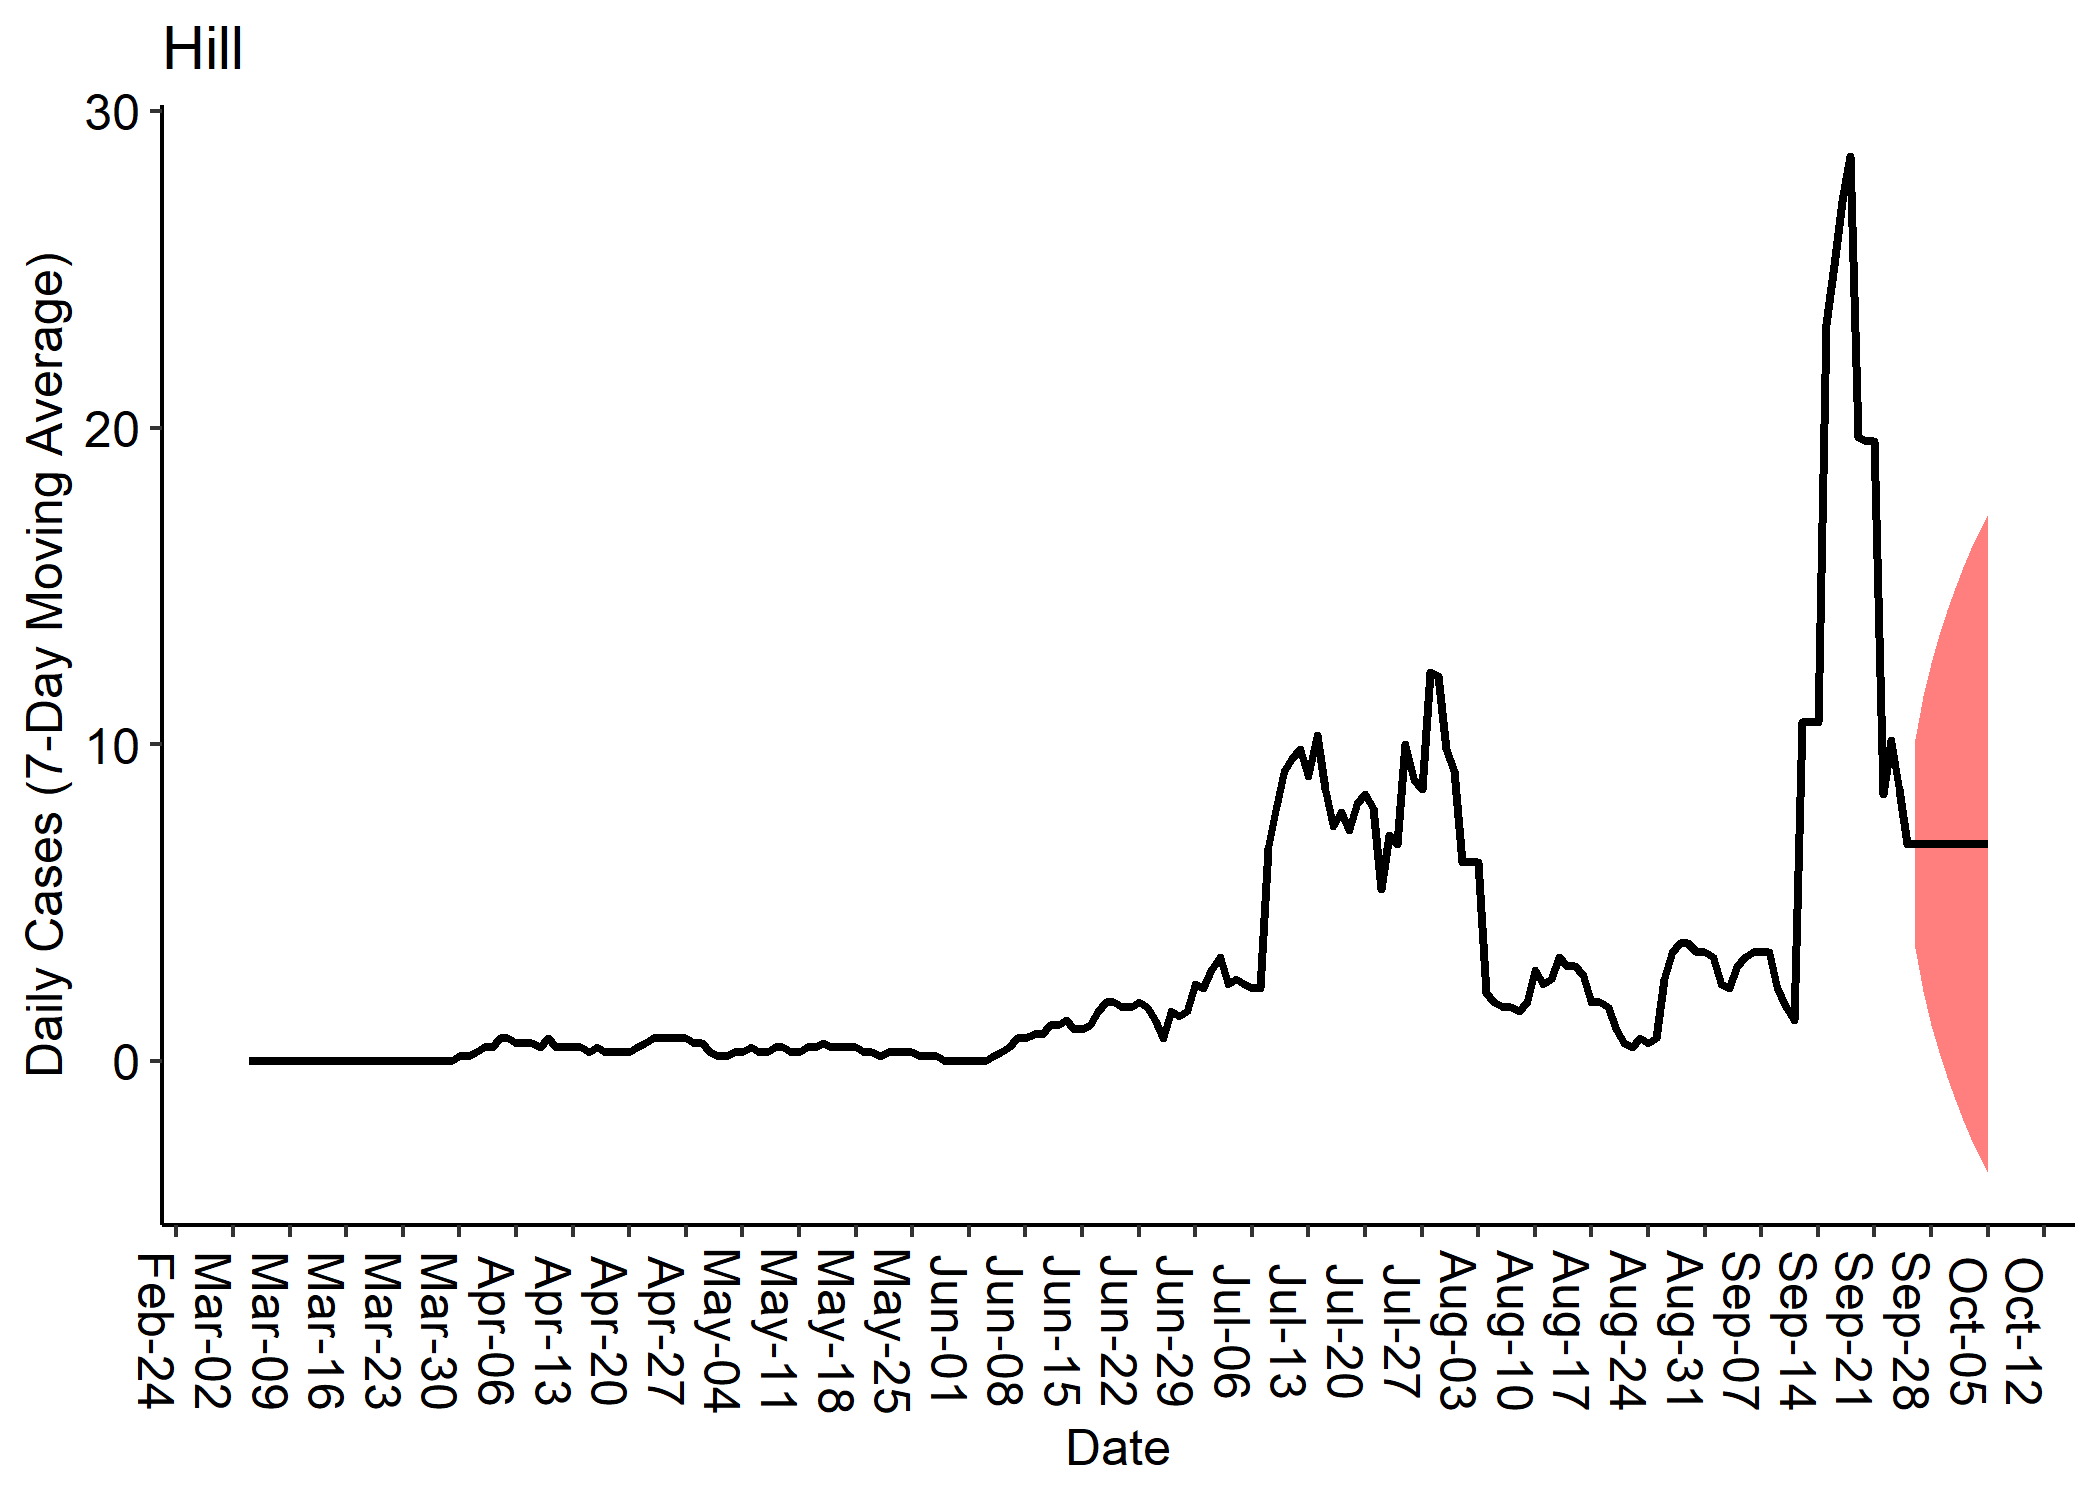 Hill
Daily Cases (7-Day Moving Average)
30
20
10
0
Feb-24
Mar-02
Mar-09
Mar-16
Mar-23
Mar-30
Apr-06
Apr-13
Apr-20
Apr-27
May-04
May-11
May-18
May-25
Jun-01
Jun-08
Jun-15
Jun-22
Jun-29
Jul-06
Jul-13
Jul-20
Jul-27
Aug-03
Aug-10
Aug-17
Aug-24
Aug-31
Sep-07
Sep-14
Sep-21
Sep-28
Oct-05
Oct-12
Date